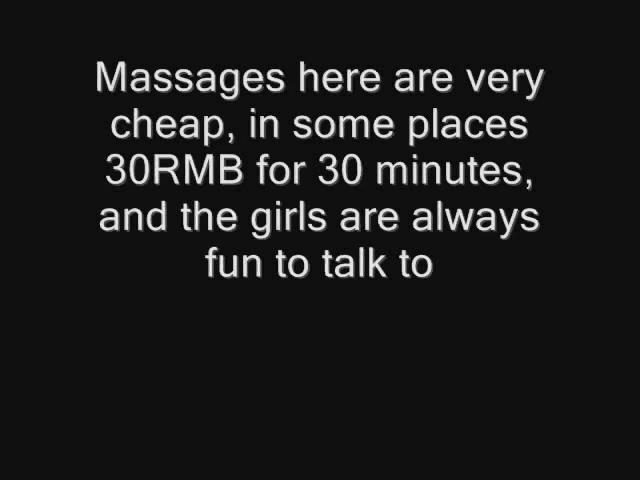 Massages here are very
cheap, in some places
30RMB for 30 minutes,
and the girls are always
fun to talk to